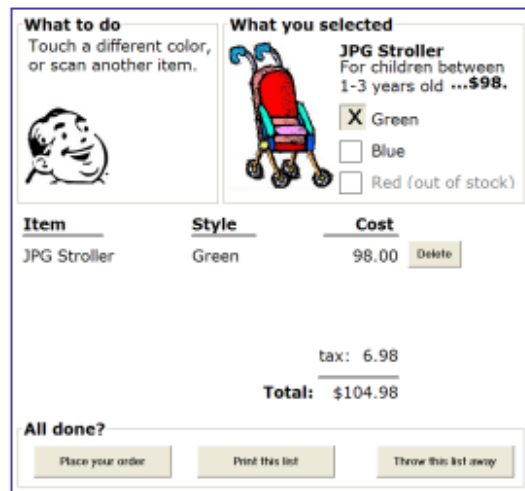 What to do
Touch a different color,
or scan another item.
What you selected
JPG Stroller
For children between
1-3 years old ...$98.
X Green
Blue
Red (out of stock)
Item Style Cost
JPG Stroller Green 98.00 Delete
tax: 6.98
Total: $104.98
All done?
Place your order Print this list Throw this list away